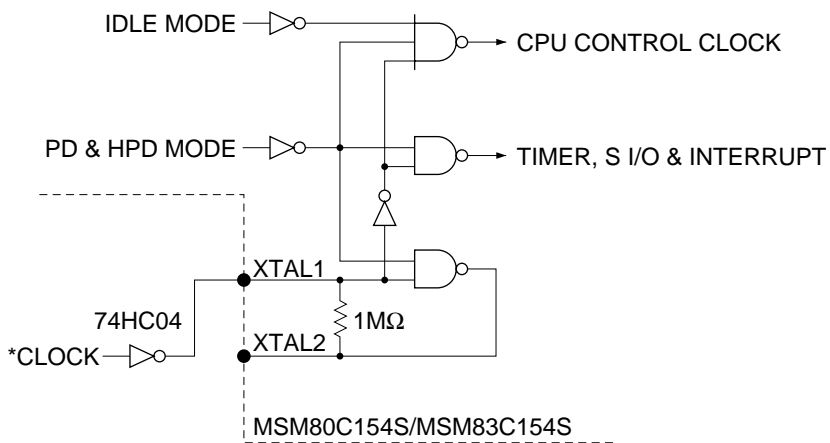 IDLE MODE
CPU CONTROL CLOCK
PD & HPD MODE
TIMER, S I/O & INTERRUPT
XTAL1
74HC04
1MΩ
XTAL2
*CLOCK
MSM80C154S/MSM83C154S